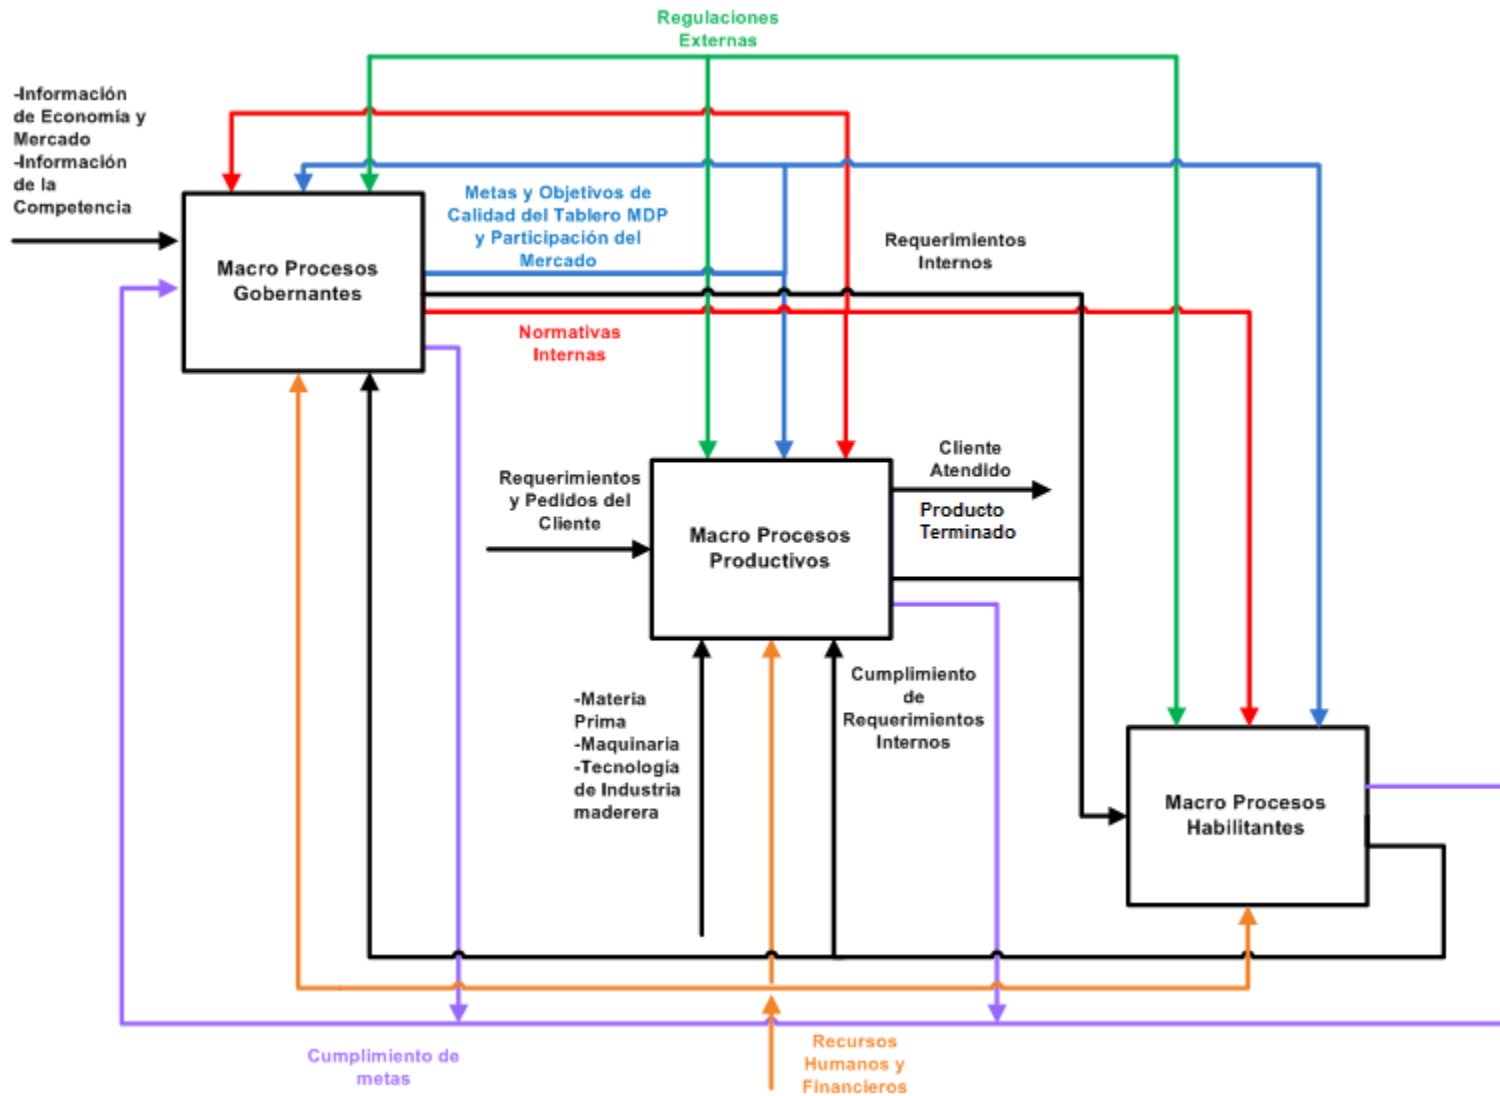 Regulaciones
Externas
-Información
de Economía y
Mercado
-Información
de la
Competencia
Metas y Objetivos de
Calidad del Tablero MDP
y Participación del
Mercado
Requerimientos
Internos
Macro Procesos
Gobernantes
Normativas
Internas
Requerimientos
y Pedidos del
Cliente
Cliente
Atendido
Producto
Terminado
Macro Procesos
Productivos
-Materia
Prima
-Maquinaria
-Tecnología
de Industria
maderera
Cumplimiento
de
Requerimientos
Internos
Macro Procesos
Habilitantes
Cumplimiento de
metas
Recursos
Humanos y
Financieros